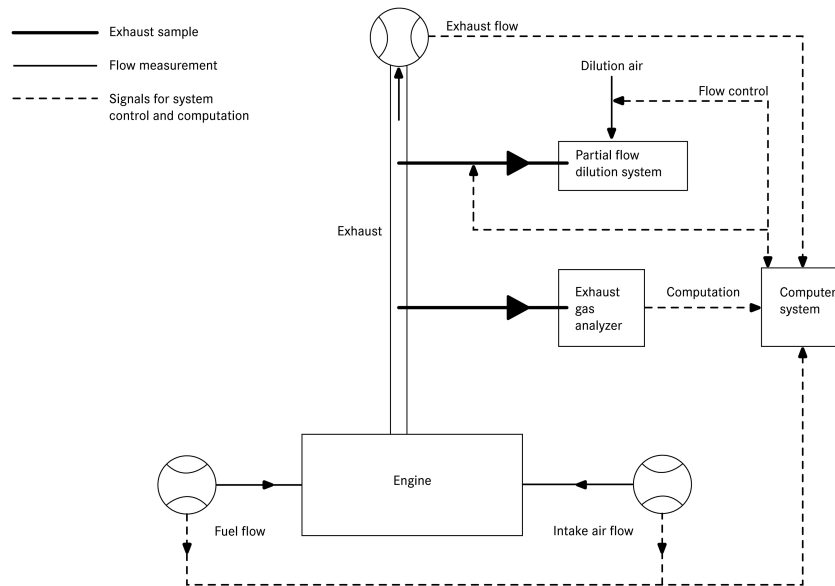 Exhaust sample
Flow measurement
Signals for system
control and computation
Exhaust flow
Dilution air
Flow control
Partial flow
dilution system
Exhaust
Exhaust
gas
analyzer
Computation
Computer
system
Engine
Fuel flow
Intake air flow